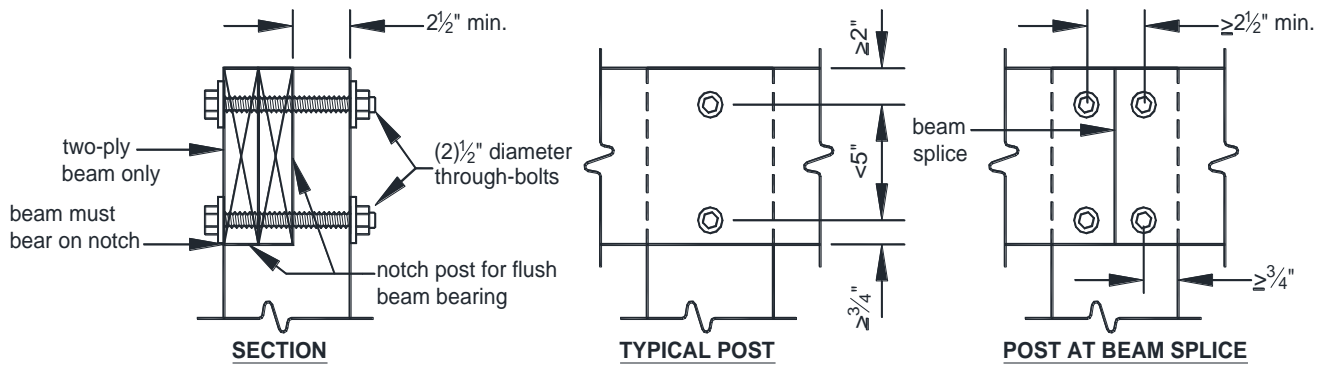 2½" min.
two-ply
beam only
beam must
bear on notch
(2)½" diameter
through-bolts
notch post for flush
beam bearing
SECTION
≥2"
<5"
≥¾"
TYPICAL POST
≥2½" min.
beam
splice
≥¾"
POST AT BEAM SPLICE